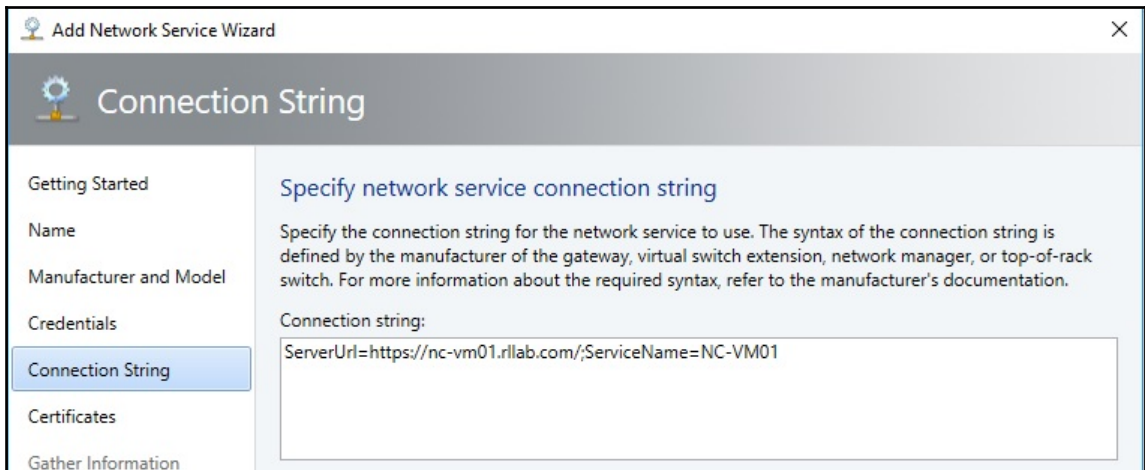 Add Network Service Wizard
Connection String
Getting Started
Name
Manufacturer and Model
Credentials
Connection String
Certificates
Gather Information
Specify network service connection string
Specify the connection string for the network service to use. The syntax of the connection string is
defined by the manufacturer of the gateway, virtual switch extension, network manager, or top-of-rack
switch. For more information about the required syntax, refer to the manufacturer's documentation.
Connection string:
ServerUrl=https://nc-vm01.rllab.com/;ServiceName=NC-VM01